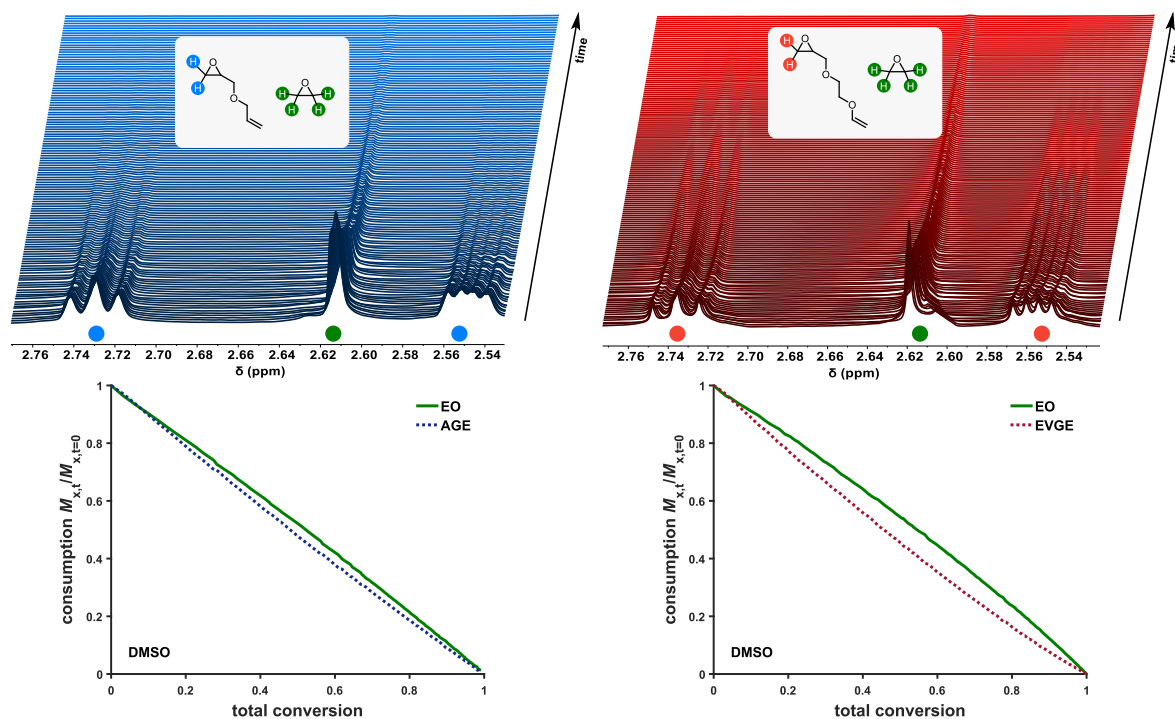 time
H
H
O
O
O
H
H
H
H
2.76
2.74
2.72
2.70
2.68
2.66
2.64
2.62
2.60
2.58
2.56
2.54
δ (ppm)
time
H
H
O
O
O
O
H
H
H
H
2.76
2.74
2.72
2.70
2.68
2.66
2.64
2.62
2.60
2.58
2.56
2.54
δ (ppm)
consumption Mx,t/Mx,t=0
1
0.8
0.6
0.4
0.2
0
EO
AGE
DMSO
0 0.2 0.4 0.6 0.8 1
total conversion
consumption Mx,t/Mx,t=0
1
0.8
0.6
0.4
0.2
0
EO
EVGE
DMSO
0 0.2 0.4 0.6 0.8 1
total conversion